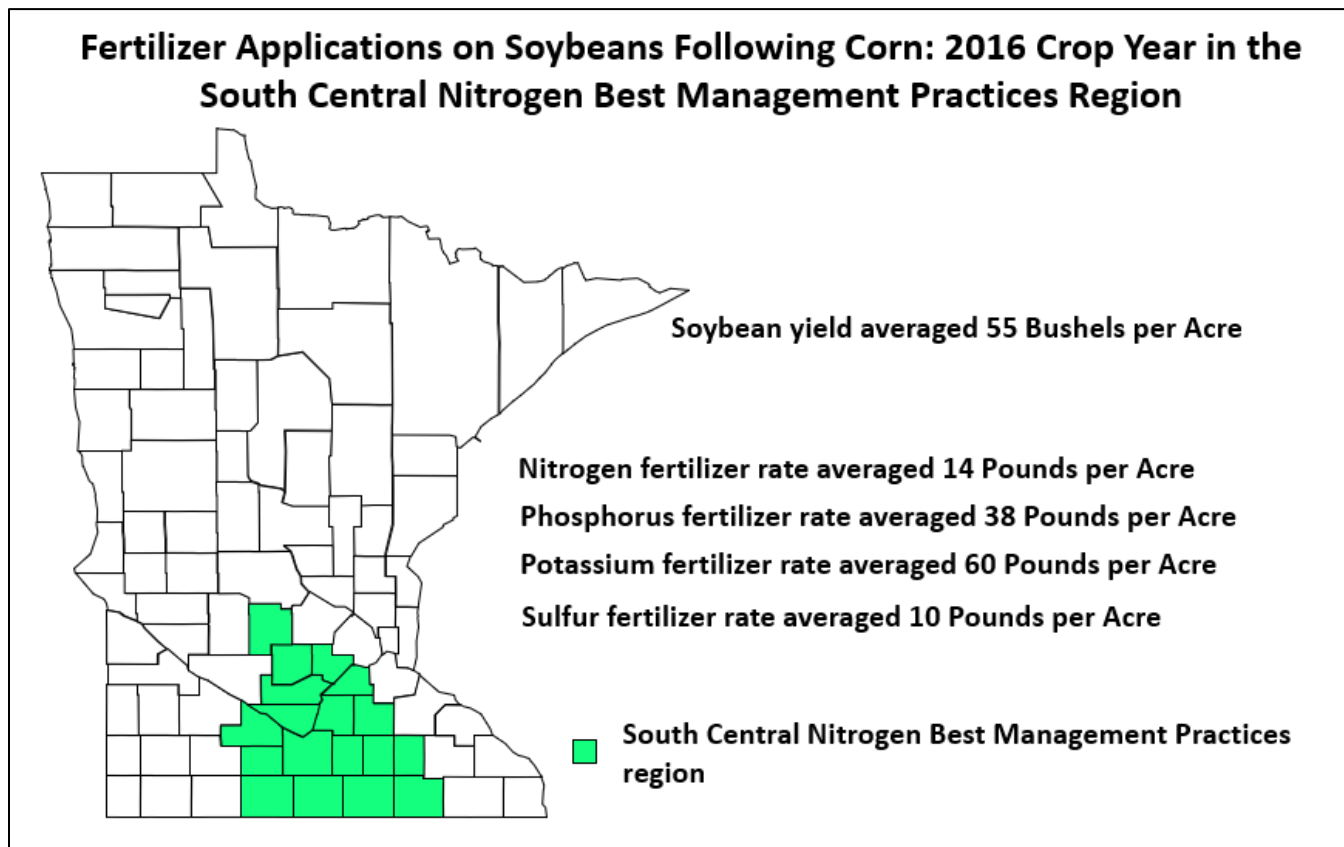 Fertilizer Applications on Soybeans Following Corn: 2016 Crop Year in the
South Central Nitrogen Best Management Practices Region
Soybean yield averaged 55 Bushels per Acre
Nitrogen fertilizer rate averaged 14 Pounds per Acre
Phosphorus fertilizer rate averaged 38 Pounds per Acre
Potassium fertilizer rate averaged 60 Pounds per Acre
Sulfur fertilizer rate averaged 10 Pounds per Acre
South Central Nitrogen Best Management Practices
region